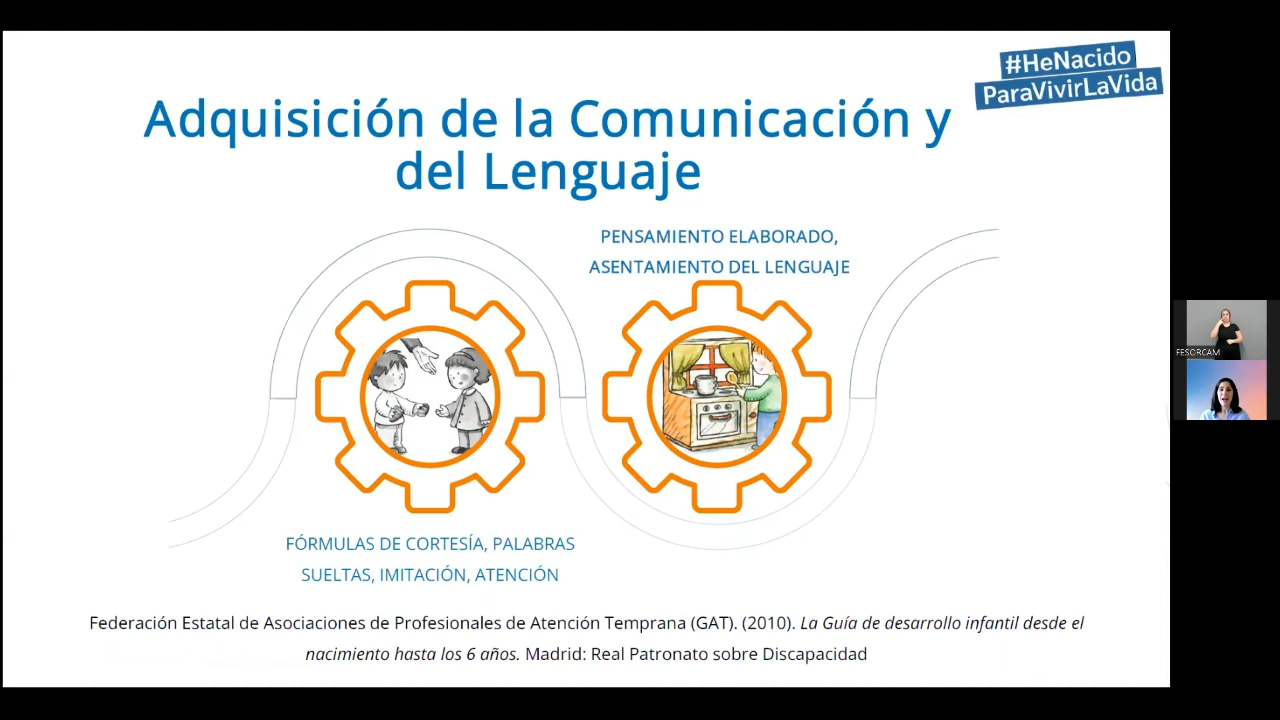 #HeNacido
ParaVivirLaVida
Adquisición de la Comunicación y
del Lenguaje
PENSAMIENTO ELABORADO,
ASENTAMIENTO DEL LENGUAJE
FÓRMULAS DE CORTESÍA, PALABRAS
SUELTAS, IMITACIÓN, ATENCIÓN
Federación Estatal de Asociaciones de Profesionales de Atención Temprana (GAT). (2010). La Guía de desarrollo infantil desde el
nacimiento hasta los 6 años. Madrid: Real Patronato sobre Discapacidad
FESORCAM